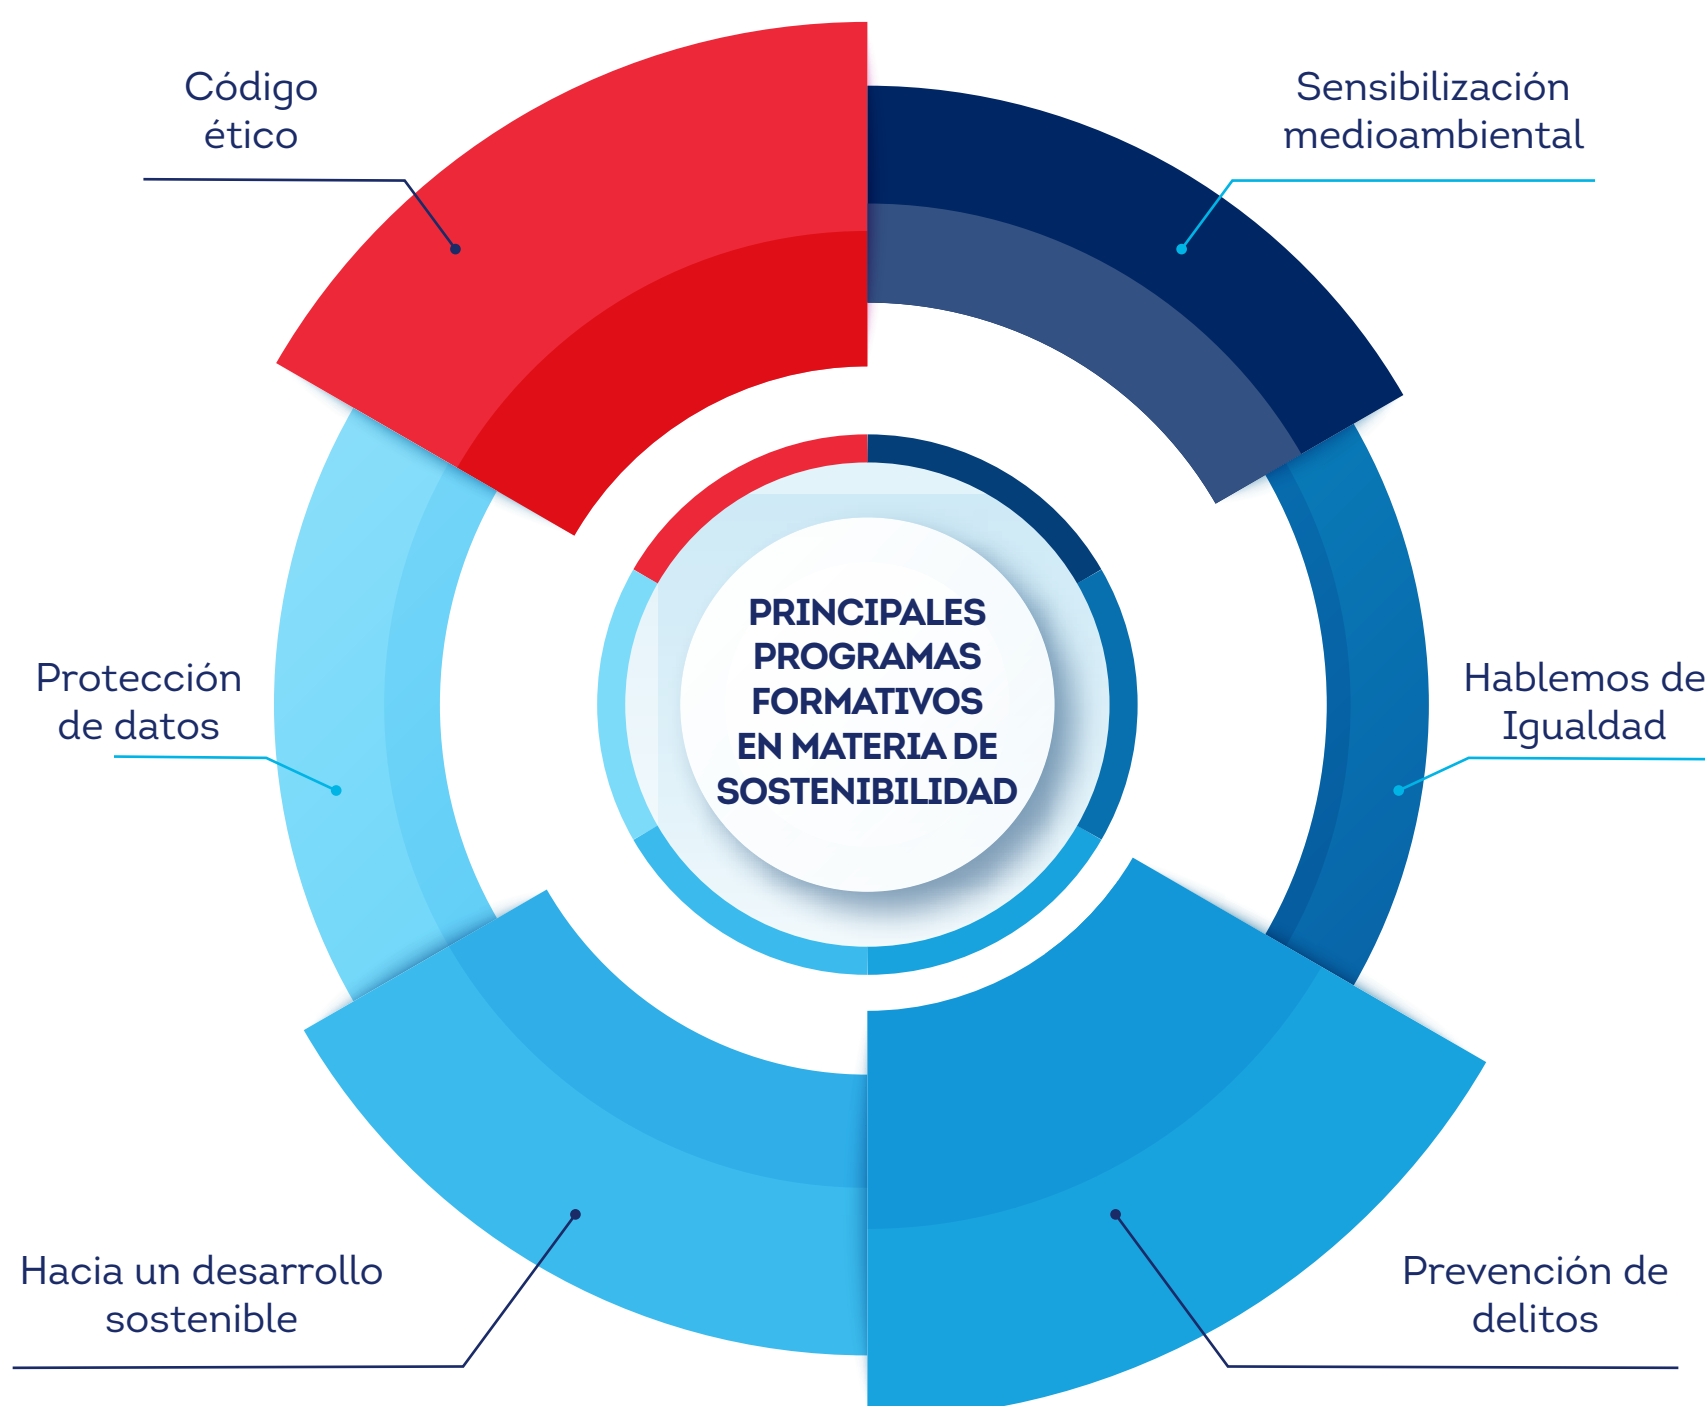 Código
ético
Sensibilización
medioambiental
Protección
de datos
PRINCIPALES
PROGRAMAS
FORMATIVOS
EN MATERIA DE
SOSTENIBILIDAD
Hablemos de
Igualdad
Hacia un desarrollo
sostenible
Prevención de
delitos